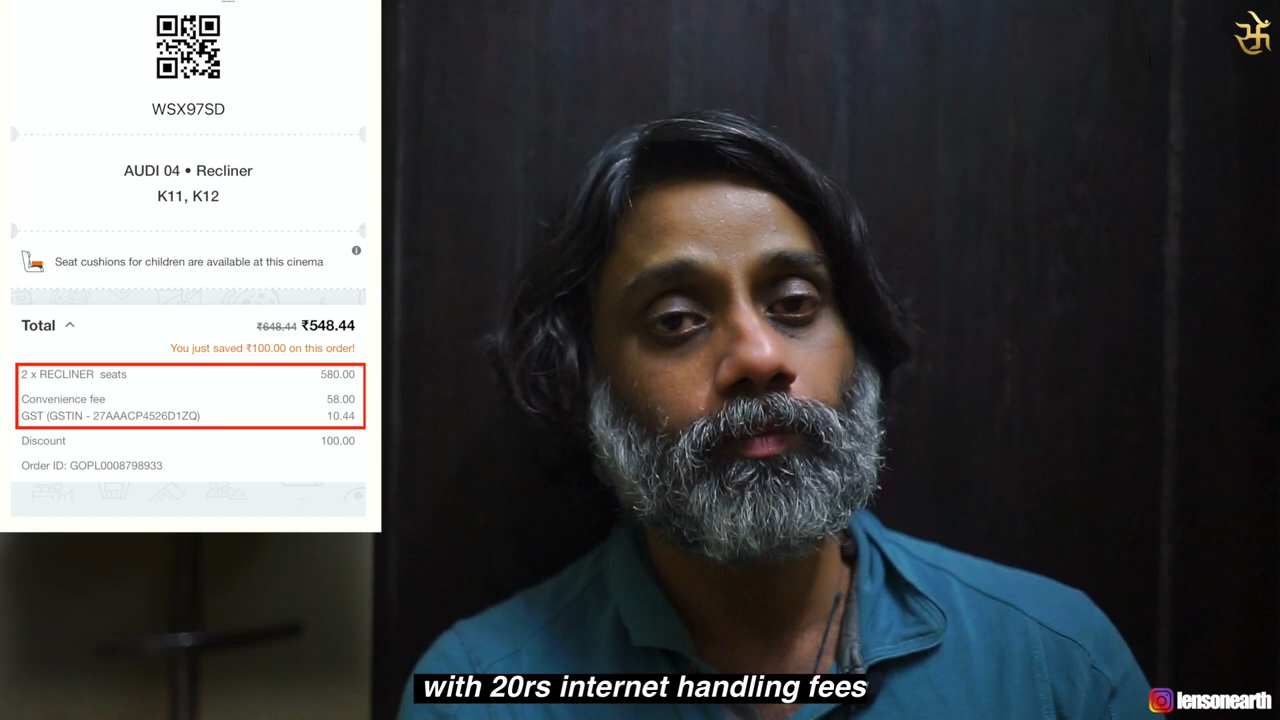 WSX97SD
AUDI 04 • Recliner
K11, K12
Seat cushions for children are available at this cinema
Total ₹648.44 ₹548.44
You just saved ₹100.00 on this order!
2 x RECLINER seats 580.00
Convenience fee 58.00
GST (GSTIN - 27AAACP4526D1ZQ) 10.44
Discount 100.00
Order ID: GOPL0008798933
with 20rs internet handling fees
lensonearth